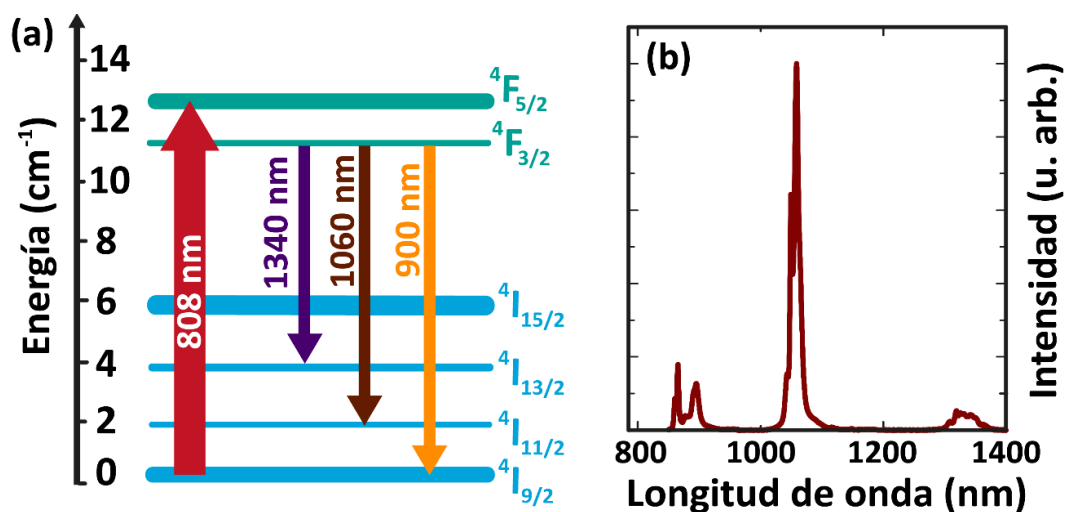 (a)
Energía (cm⁻¹)
14
12
10
8
6
4
2
0
808 nm
1340 nm
1060 nm
900 nm
⁴F₅/₂
⁴F₃/₂
⁴I₁₅/₂
⁴I₁₃/₂
⁴I₁₁/₂
⁴I₉/₂
(b)
Intensidad (u. arb.)
800 1000 1200 1400
Longitud de onda (nm)